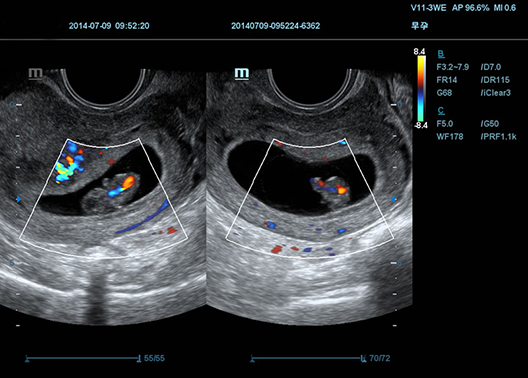 V11-3WE AP 96.6% MI 0.6
2014-07-09 09:52:20 20140709-095224-6362
m m
8.4
-8.4
B
F3.2~7.9 /D7.0
FR14 /DR115
G68 /iClear3
C
F5.0 /G50
WF178 /PRF1.1k
55/55 70/72